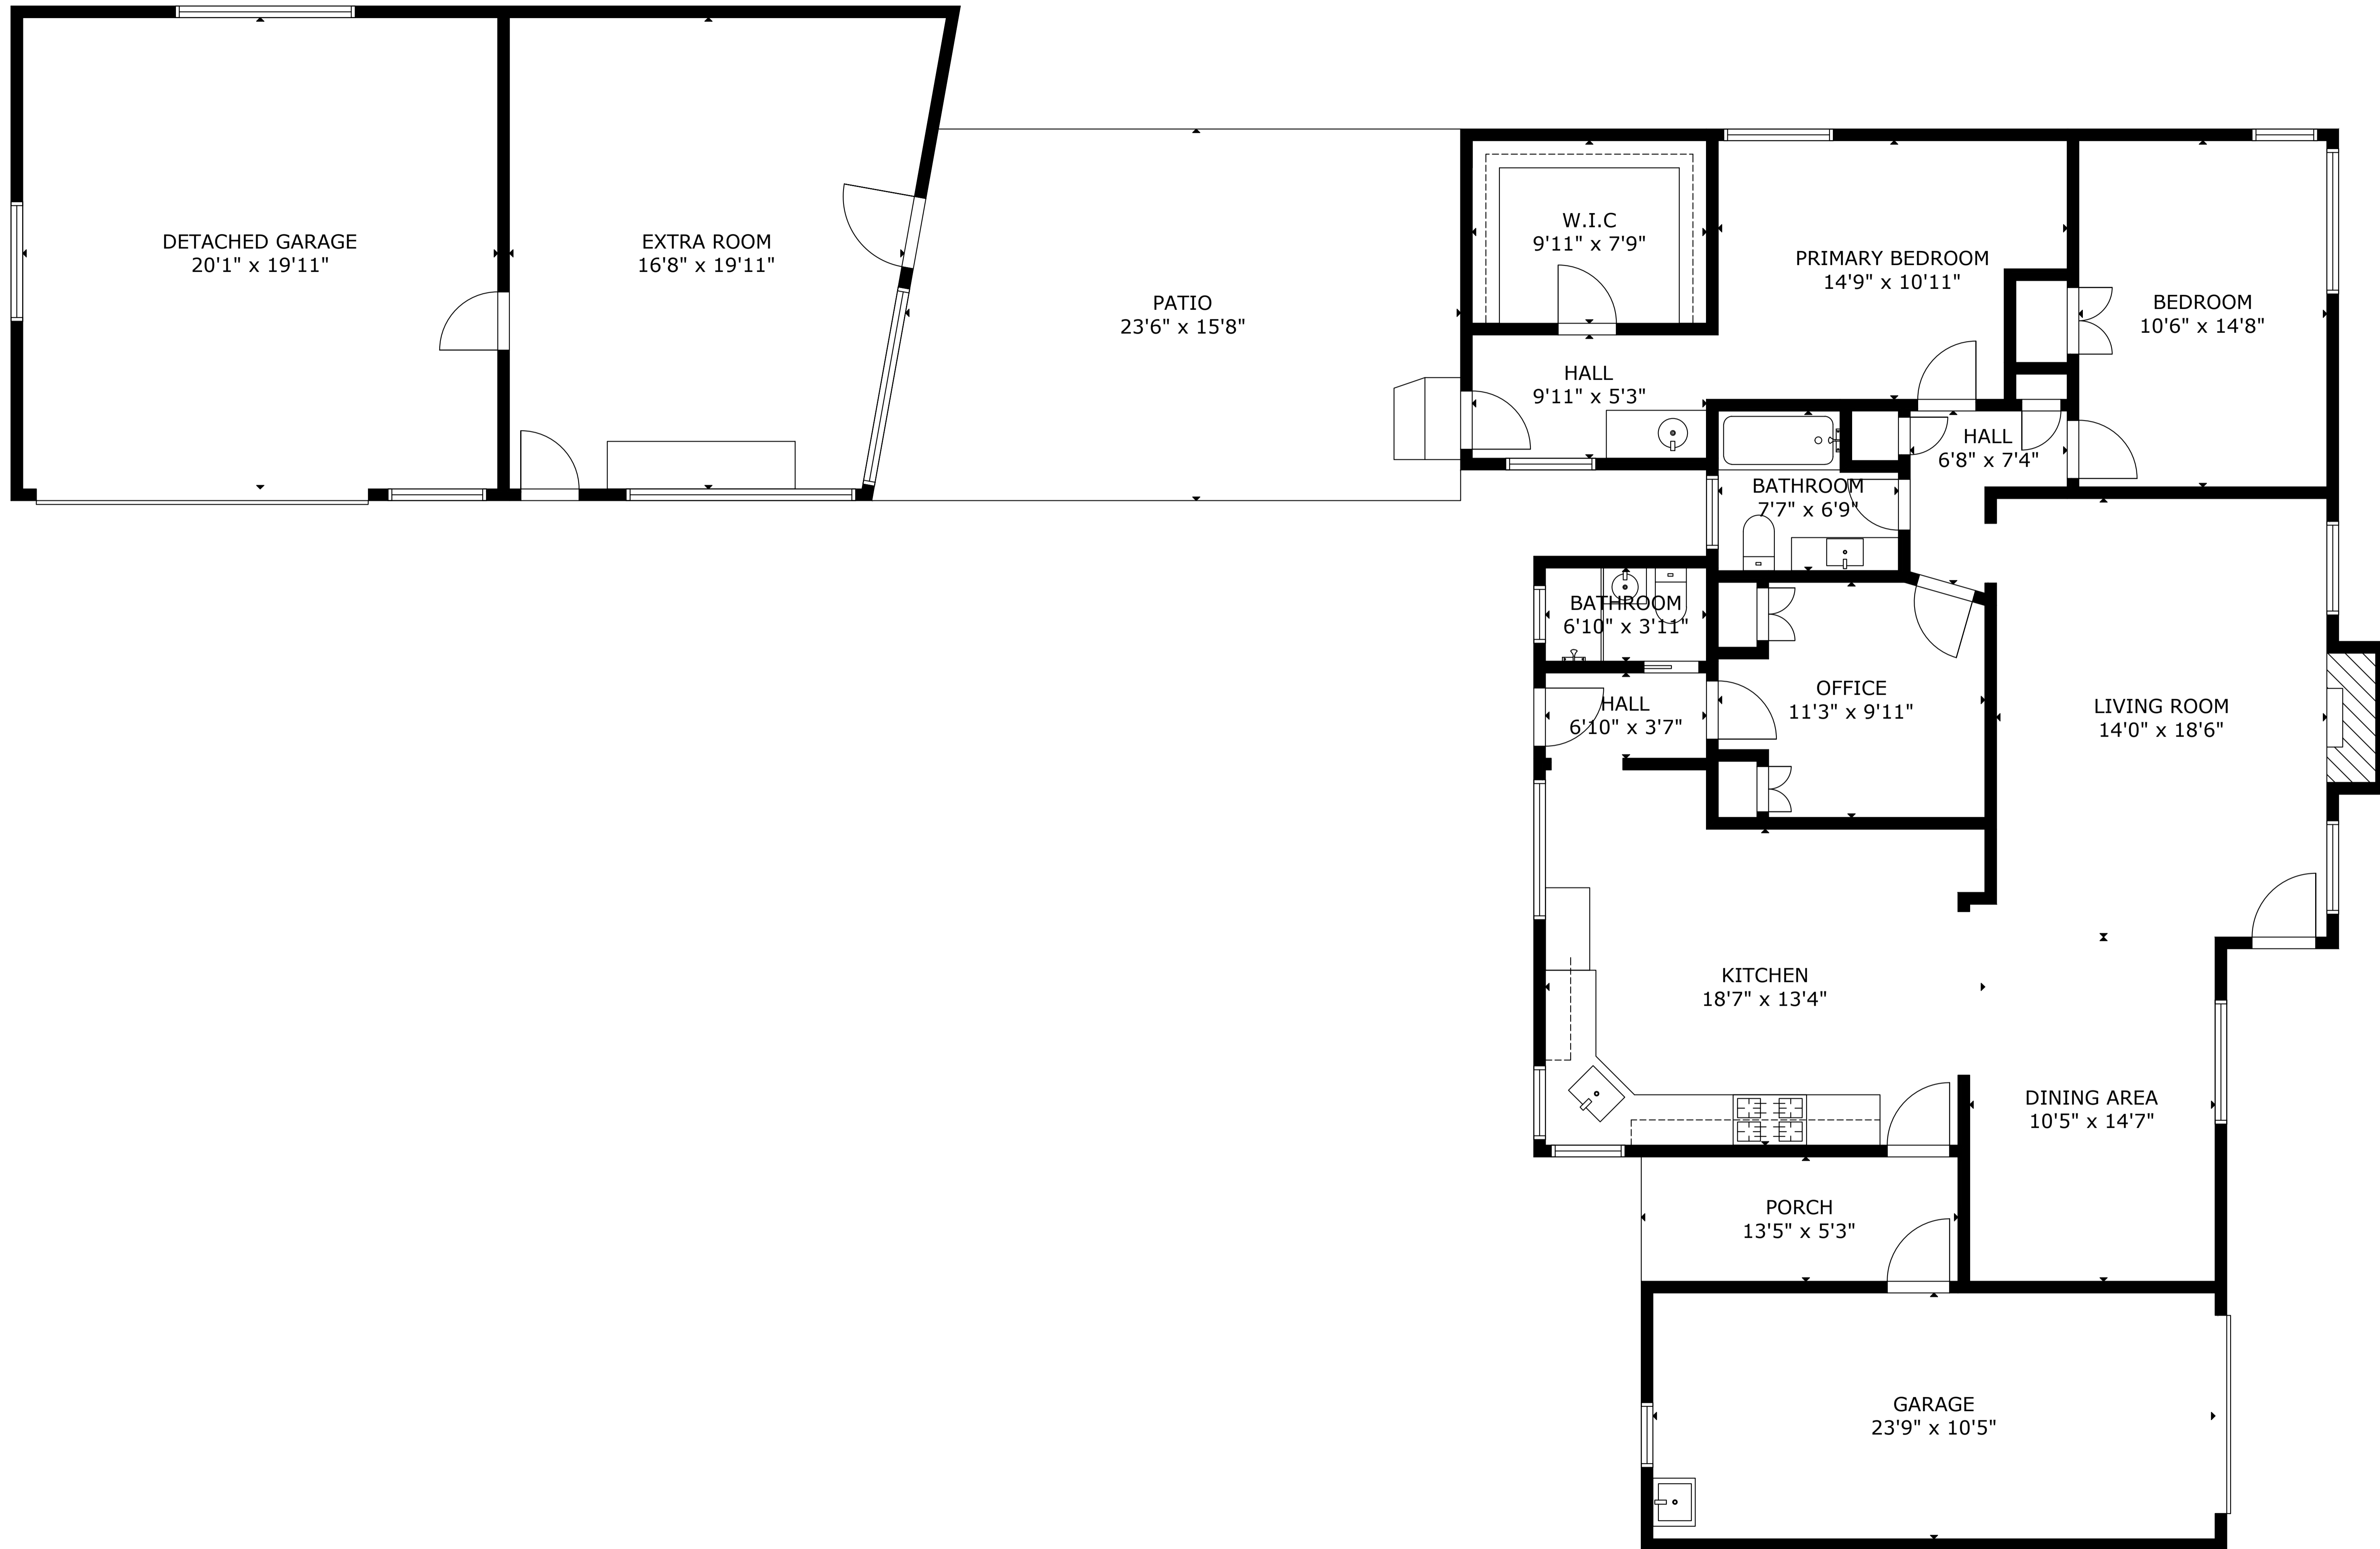 DETACHED GARAGE
20'1" x 19'11"
EXTRA ROOM
16'8" x 19'11"
PATIO
23'6" x 15'8"
W.I.C
9'11" x 7'9"
PRIMARY BEDROOM
14'9" x 10'11"
BEDROOM
10'6" x 14'8"
HALL
9'11" x 5'3"
HALL
6'8" x 7'4"
BATHROOM
7'7" x 6'9"
BATHROOM
6'10" x 3'11"
HALL
6'10" x 3'7"
OFFICE
11'3" x 9'11"
LIVING ROOM
14'0" x 18'6"
KITCHEN
18'7" x 13'4"
DINING AREA
10'5" x 14'7"
PORCH
13'5" x 5'3"
GARAGE
23'9" x 10'5"